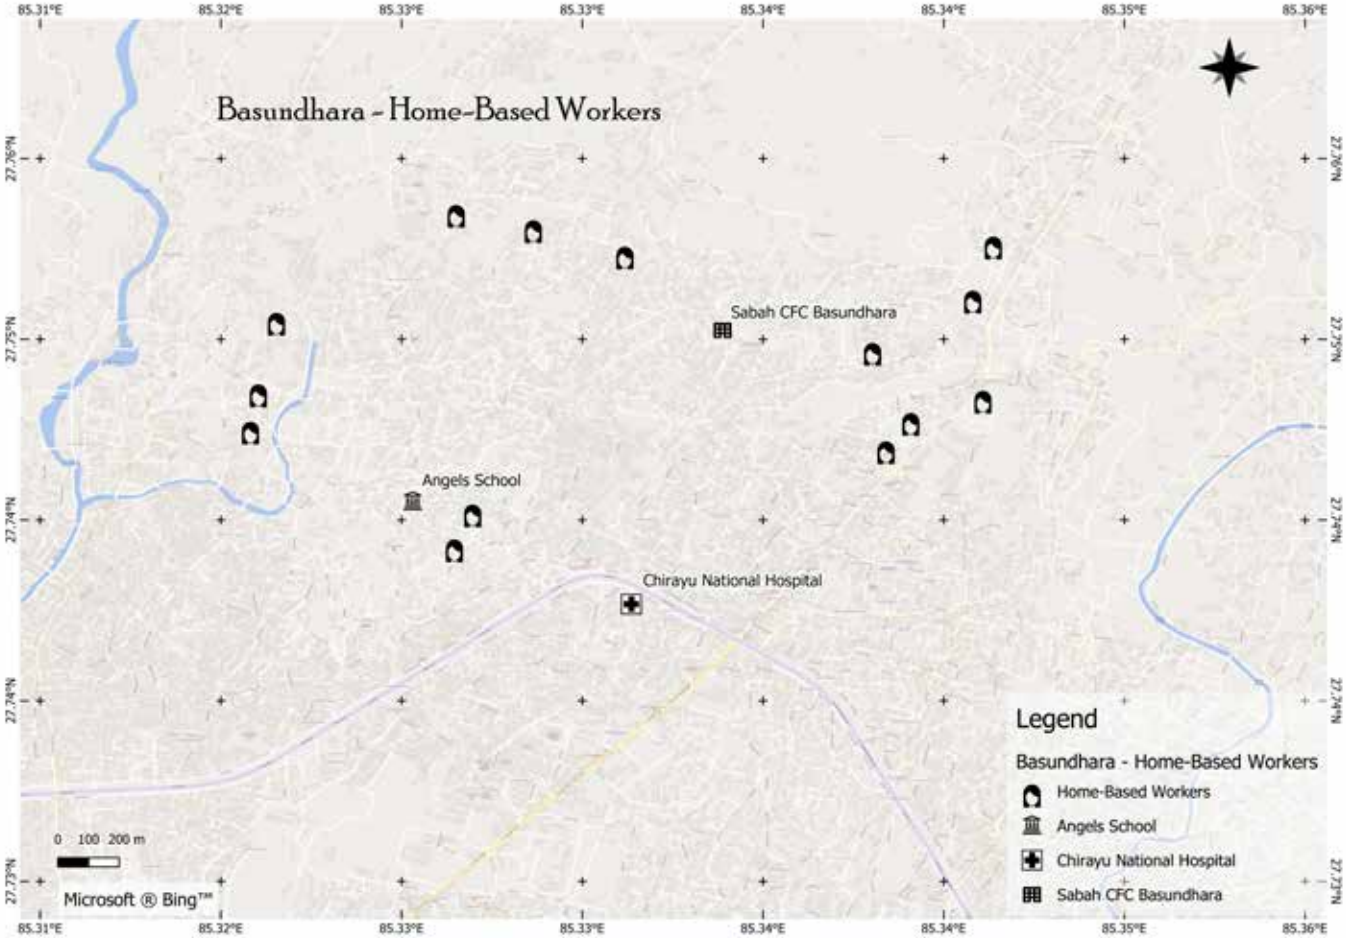 85.31°E 85.32°E 85.33°E 85.33°E 85.34°E 85.34°E 85.35°E 85.36°E
Basundhara - Home-Based Workers
27.76°N 27.76°N
Sabah CFC Basundhara
27.75°N 27.75°N
Angels School
27.74°N 27.74°N
Chirayu National Hospital
27.74°N 27.74°N
Legend
Basundhara - Home-Based Workers
Home-Based Workers
Angels School
Chirayu National Hospital
Sabah CFC Basundhara
0 100 200 m
27.73°N 27.73°N
Microsoft ® Bing™
85.31°E 85.32°E 85.33°E 85.33°E 85.34°E 85.34°E 85.35°E 85.36°E